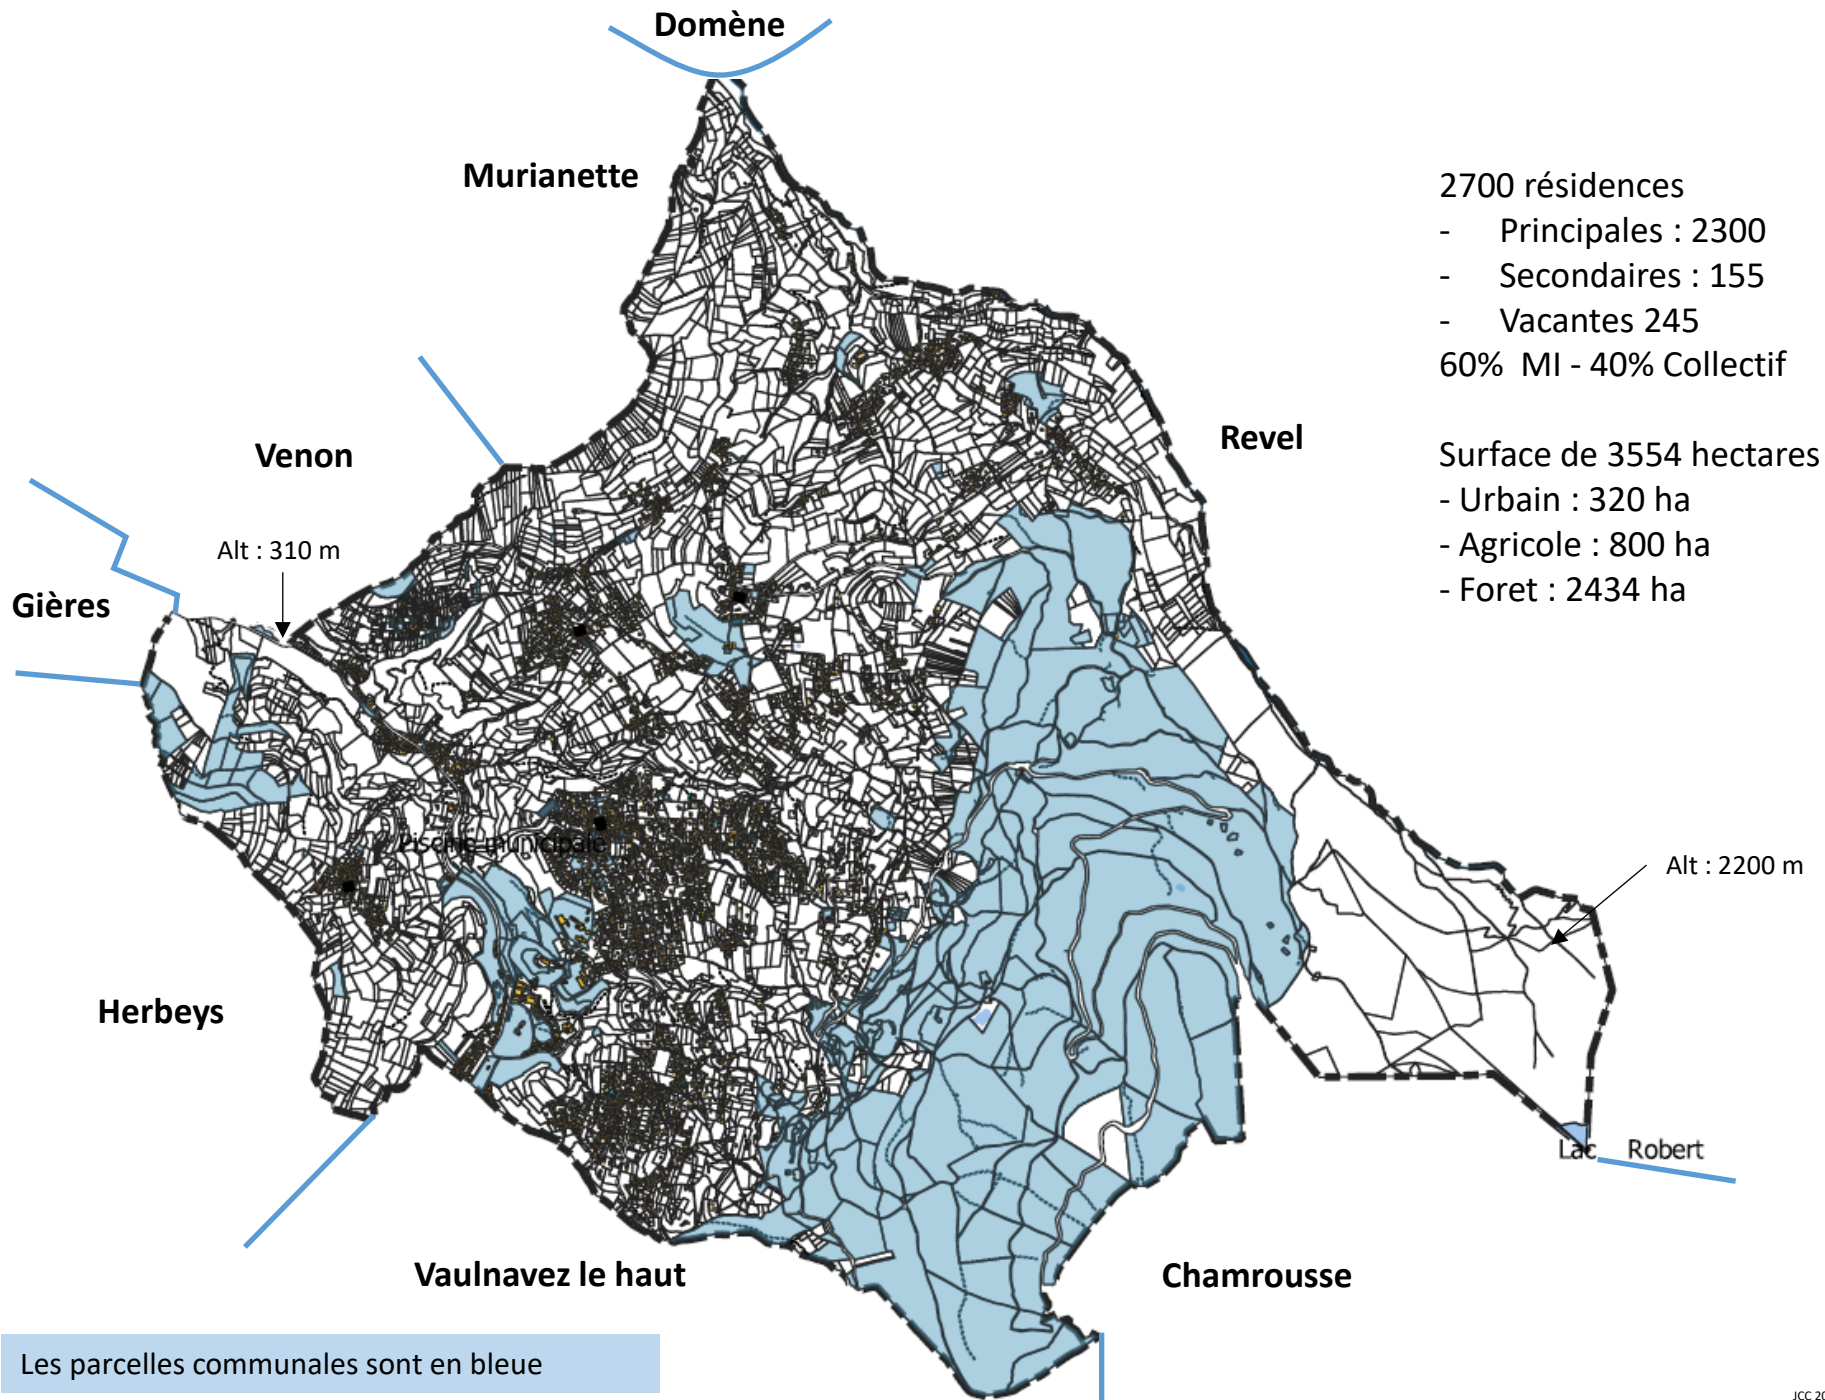 Domène
Murianette
2700 résidences
- Principales : 2300
- Secondaires : 155
- Vacantes 245
60% MI - 40% Collectif
Revel
Venon
Surface de 3554 hectares
- Urbain : 320 ha
- Agricole : 800 ha
- Foret : 2434 ha
Alt : 310 m
Gières
Piscine municipale
Alt : 2200 m
Herbeys
Lac Robert
Vaulnavez le haut
Chamrousse
Les parcelles communales sont en bleue
JCC 20